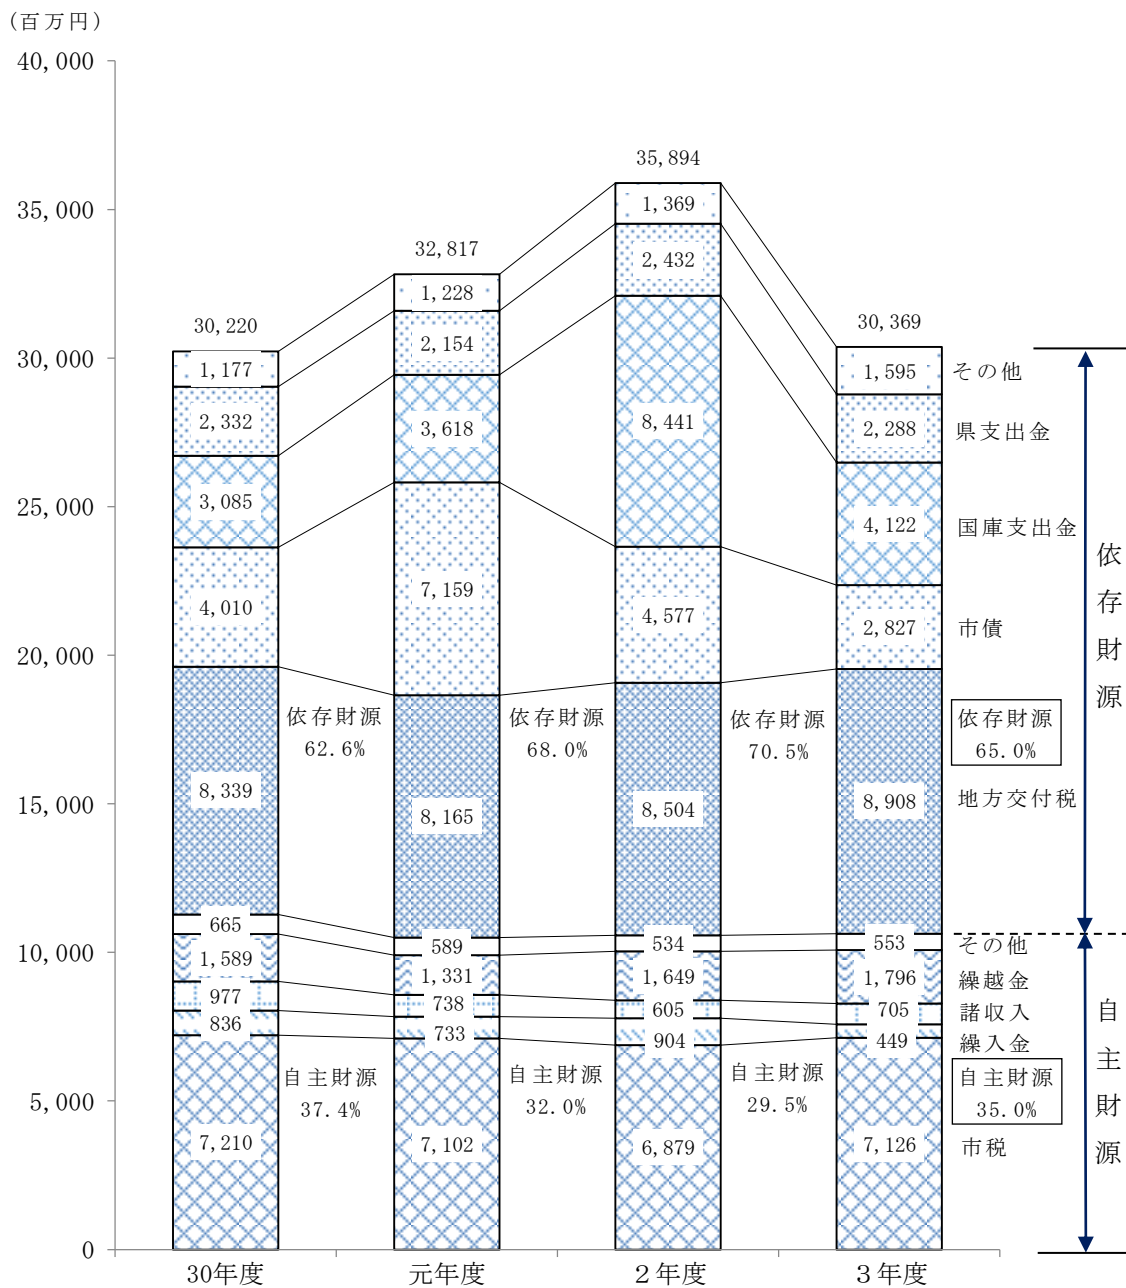 (百万円)
40,000
35,000
30,000
25,000
20,000
15,000
10,000
5,000
0
30,220
1,177
2,332
3,085
4,010
8,339
665
1,589
977
836
7,210
30年度
依存財源
62.6%
自主財源
37.4%
32,817
1,228
2,154
3,618
7,159
8,165
589
1,331
738
733
7,102
元年度
依存財源
68.0%
自主財源
32.0%
35,894
1,369
2,432
8,441
4,577
8,504
534
1,649
605
904
6,879
2年度
依存財源
70.5%
自主財源
29.5%
30,369
1,595
2,288
4,122
2,827
8,908
553
1,796
705
449
7,126
3年度
その他
県支出金
国庫支出金
市債
依存財源
65.0%
地方交付税
その他
繰越金
諸収入
繰入金
自主財源
35.0%
市税
依存財源
自主財源